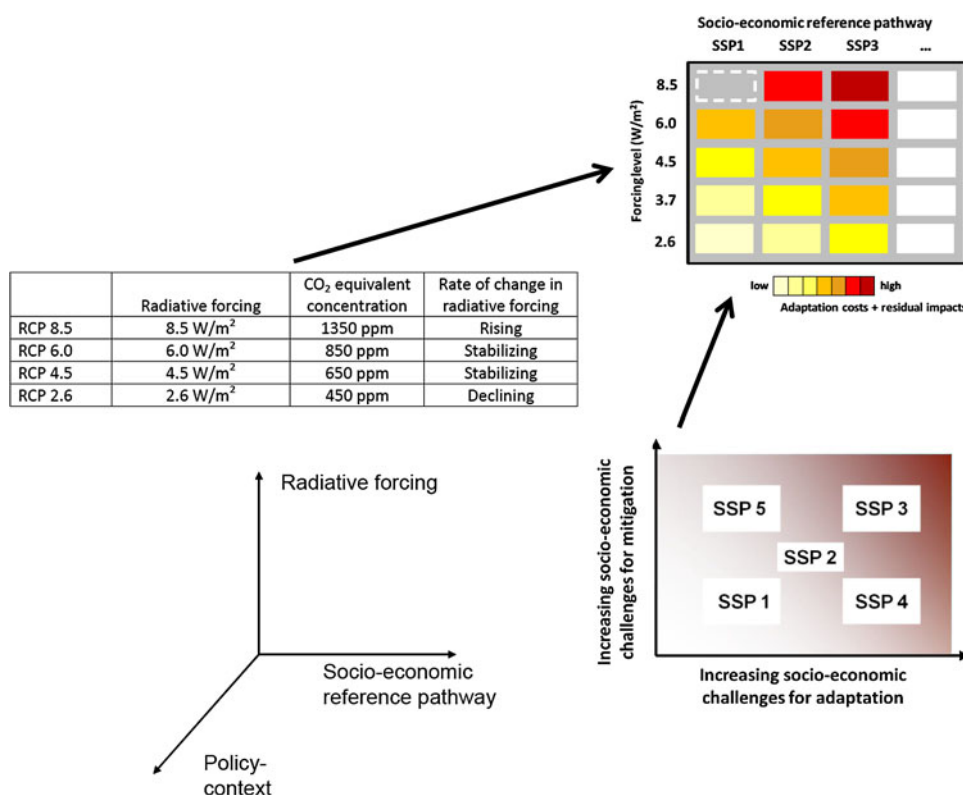 Socio-economic reference pathway
SSP1 SSP2 SSP3 ...
Forcing level (W/m²)
8.5
6.0
4.5
3.7
2.6
low high
Adaptation costs + residual impacts
Radiative forcing CO₂ equivalent concentration Rate of change in radiative forcing
RCP 8.5 8.5 W/m² 1350 ppm Rising
RCP 6.0 6.0 W/m² 850 ppm Stabilizing
RCP 4.5 4.5 W/m² 650 ppm Stabilizing
RCP 2.6 2.6 W/m² 450 ppm Declining
Radiative forcing
Socio-economic
reference pathway
Policy-
context
Increasing socio-economic
challenges for mitigation
SSP 5 SSP 3
SSP 2
SSP 1 SSP 4
Increasing socio-economic
challenges for adaptation